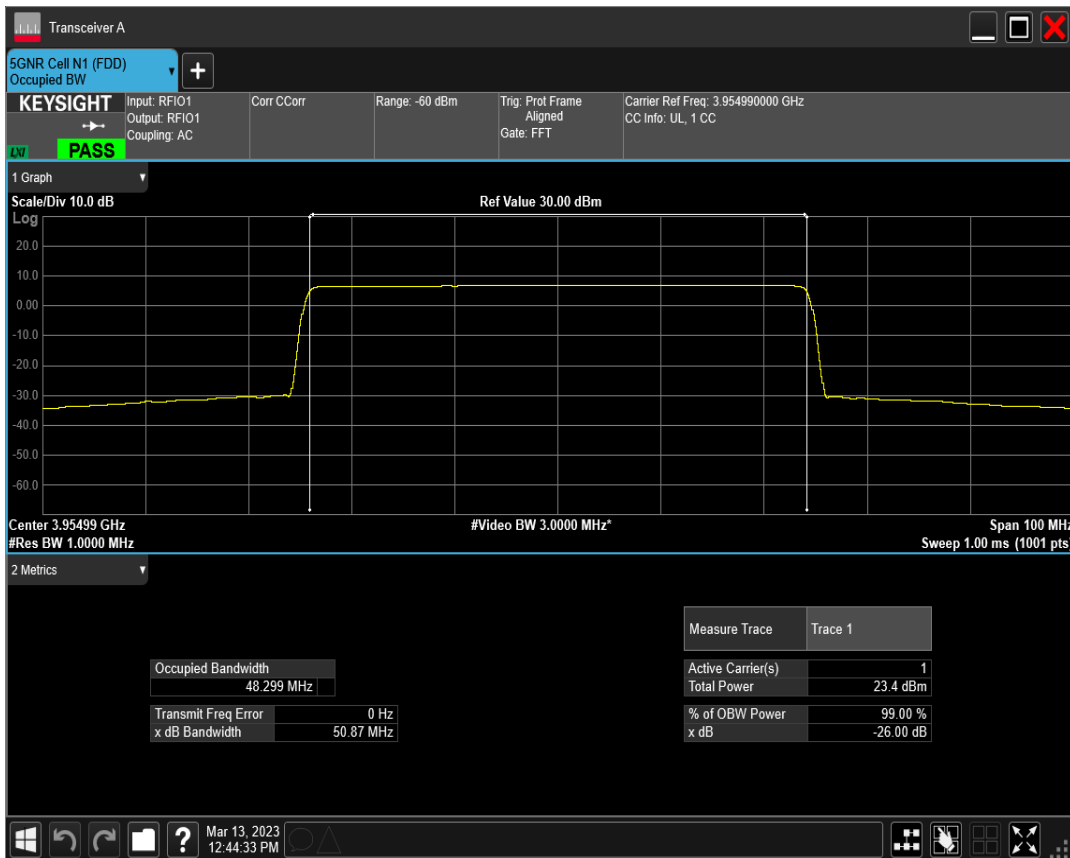 Transceiver A
5GNR Cell N1 (FDD)
Occupied BW
+
KEYSIGHT
LXI
PASS
Input: RFIO1
Output: RFIO1
Coupling: AC
Corr CCorr
Range: -60 dBm
Trig: Prot Frame
Aligned
Gate: FFT
Carrier Ref Freq: 3.954990000 GHz
CC Info: UL, 1 CC
1 Graph
Scale/Div 10.0 dB
Ref Value 30.00 dBm
Log
20.0
10.0
0.00
-10.0
-20.0
-30.0
-40.0
-50.0
-60.0
Center 3.95499 GHz
#Video BW 3.0000 MHz*
Span 100 MHz
#Res BW 1.0000 MHz
Sweep 1.00 ms (1001 pts)
2 Metrics
Measure Trace Trace 1
Occupied Bandwidth
48.299 MHz
Active Carrier(s) 1
Total Power 23.4 dBm
Transmit Freq Error 0 Hz
x dB Bandwidth 50.87 MHz
% of OBW Power 99.00 %
x dB -26.00 dB
?
Mar 13, 2023
12:44:33 PM